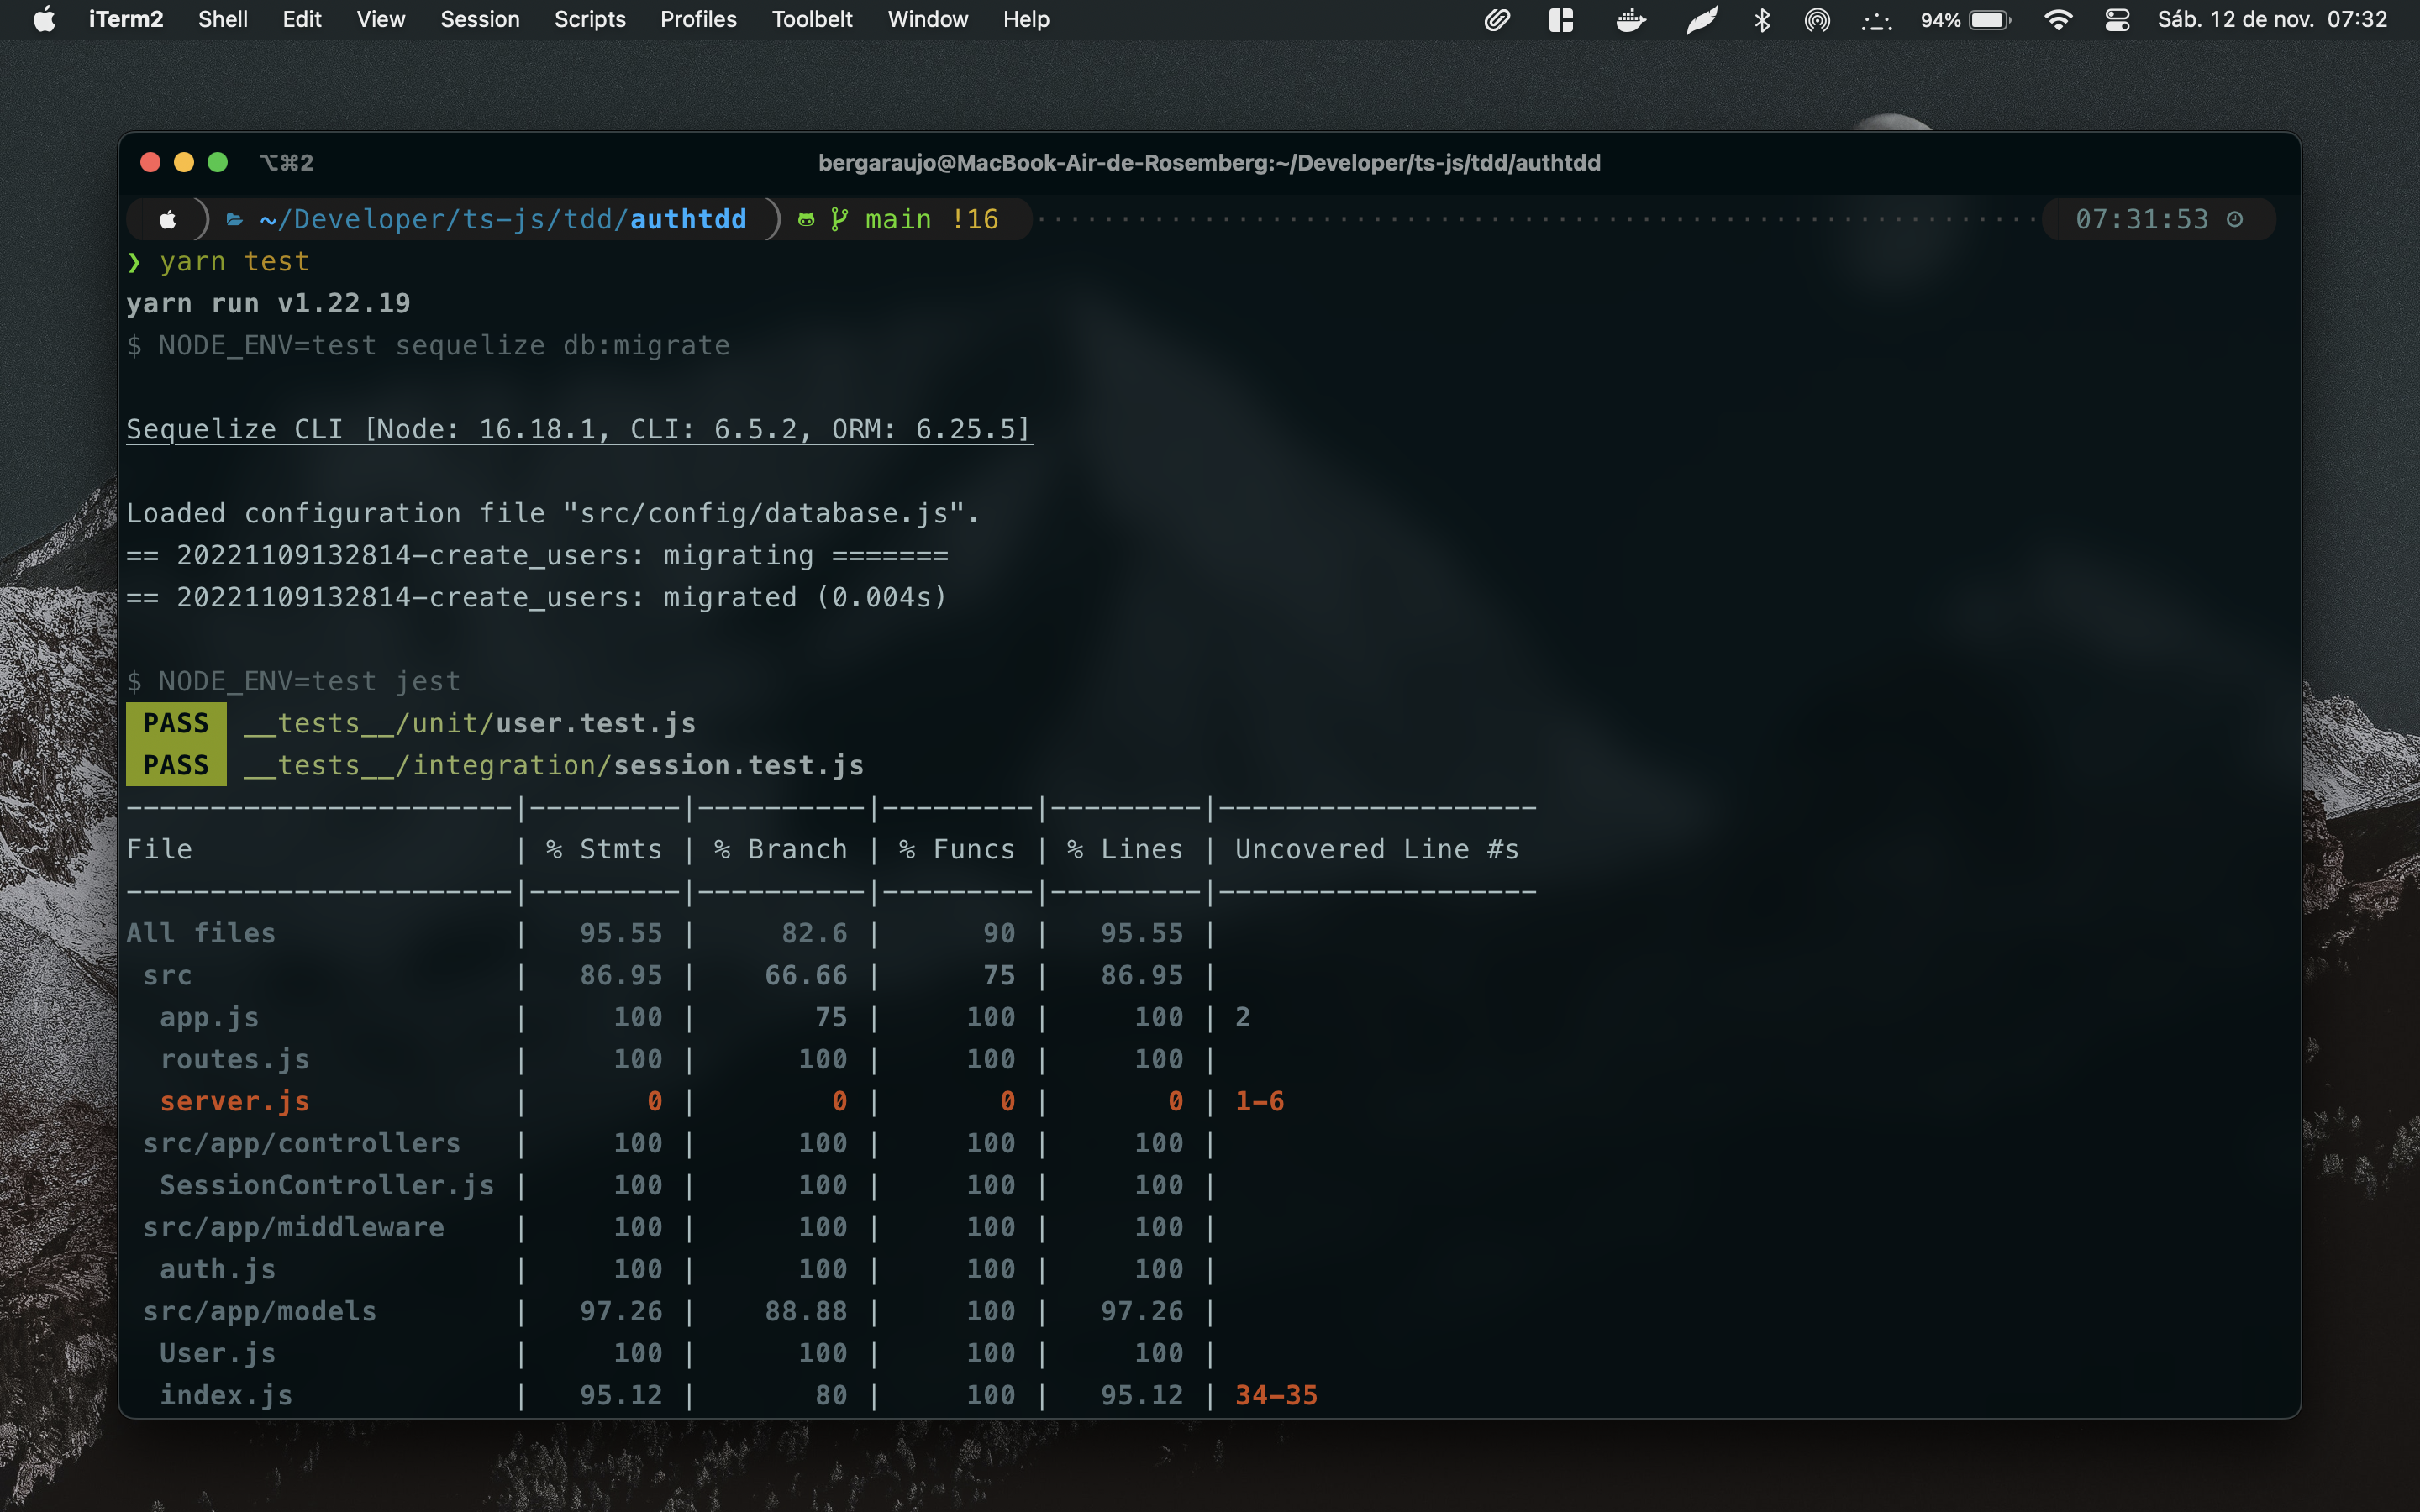 iTerm2 Shell Edit View Session Scripts Profiles Toolbelt Window Help 94% Sáb. 12 de nov. 07:32
⌥⌘2 bergaraujo@MacBook-Air-de-Rosemberg:~/Developer/ts-js/tdd/authtdd
~/Developer/ts-js/tdd/authtdd main !16 07:31:53
❯ yarn test
yarn run v1.22.19
$ NODE_ENV=test sequelize db:migrate
Sequelize CLI [Node: 16.18.1, CLI: 6.5.2, ORM: 6.25.5]
Loaded configuration file "src/config/database.js".
== 20221109132814-create_users: migrating =======
== 20221109132814-create_users: migrated (0.004s)
$ NODE_ENV=test jest
PASS __tests__/unit/user.test.js
PASS __tests__/integration/session.test.js
-----------------------|---------|----------|---------|---------|-------------------
File                   | % Stmts | % Branch | % Funcs | % Lines | Uncovered Line #s
-----------------------|---------|----------|---------|---------|-------------------
All files              |   95.55 |     82.6 |      90 |   95.55 |
 src                   |   86.95 |    66.66 |      75 |   86.95 |
  app.js               |     100 |       75 |     100 |     100 | 2
  routes.js            |     100 |      100 |     100 |     100 |
  server.js            |       0 |        0 |       0 |       0 | 1-6
 src/app/controllers   |     100 |      100 |     100 |     100 |
  SessionController.js |     100 |      100 |     100 |     100 |
 src/app/middleware    |     100 |      100 |     100 |     100 |
  auth.js              |     100 |      100 |     100 |     100 |
 src/app/models        |   97.26 |    88.88 |     100 |   97.26 |
  User.js              |     100 |      100 |     100 |     100 |
  index.js             |   95.12 |       80 |     100 |   95.12 | 34-35